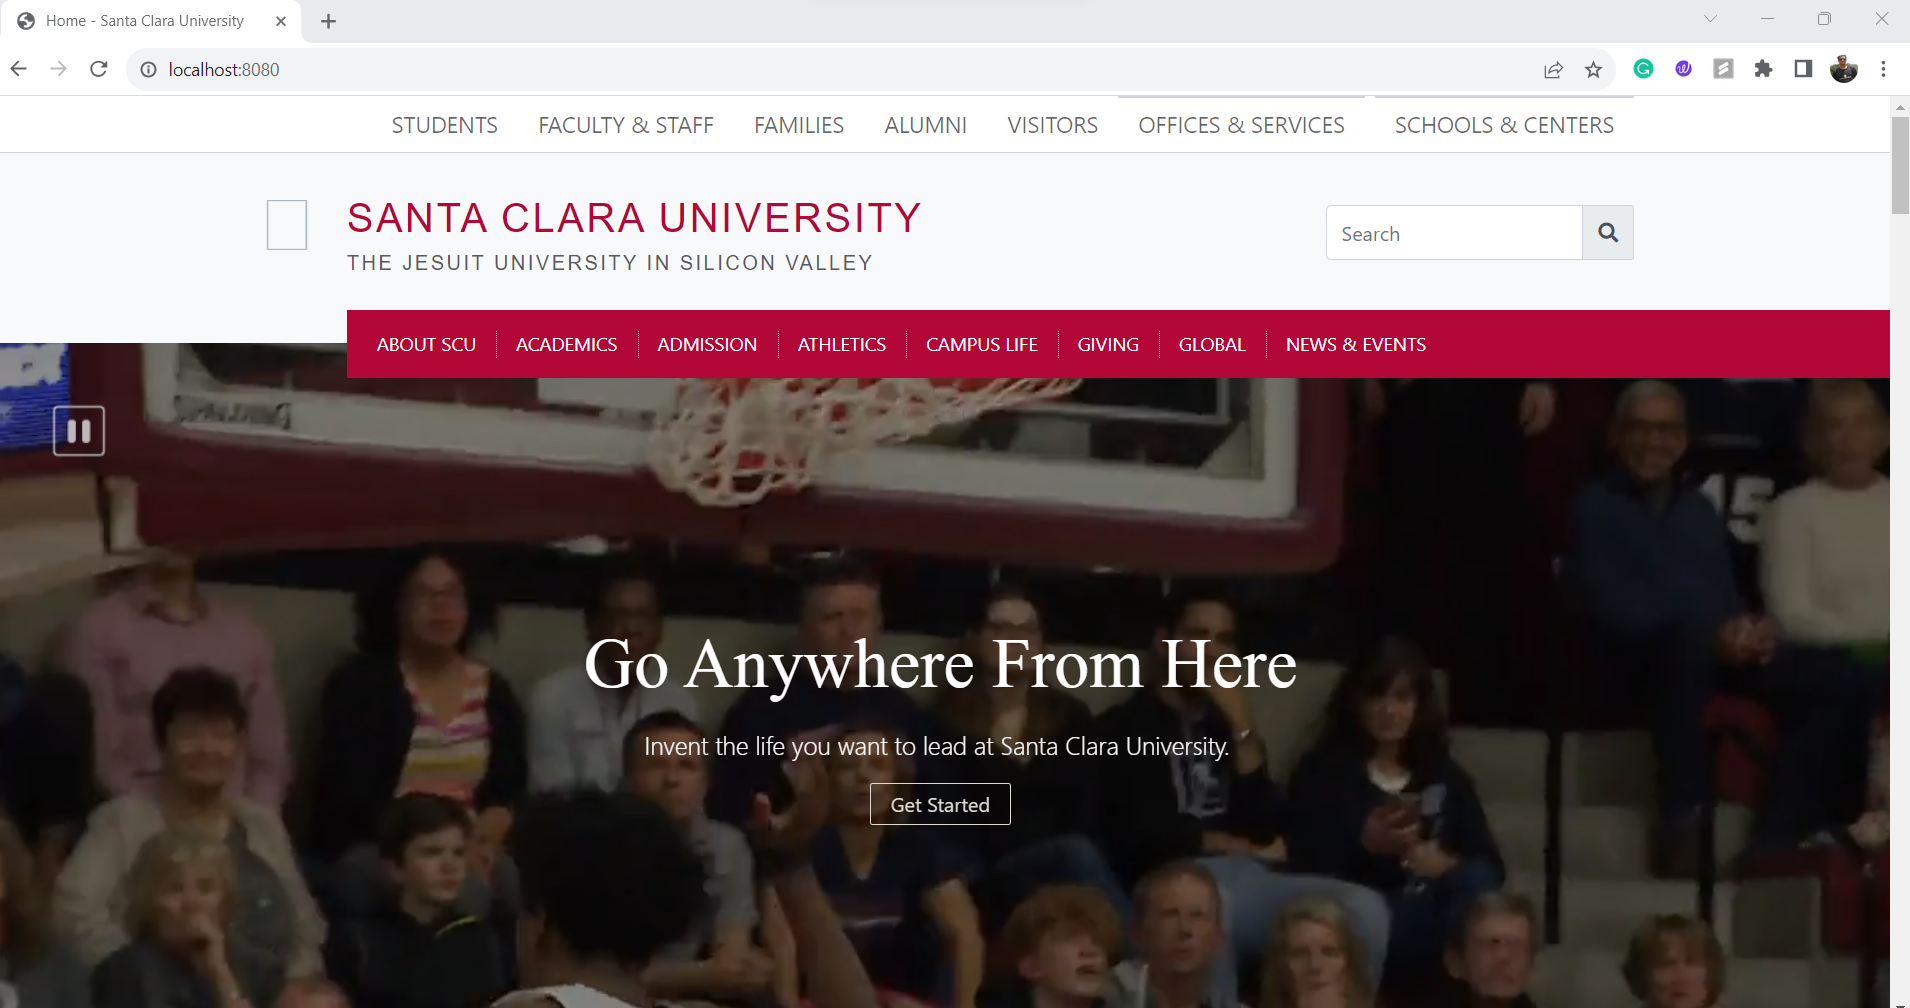 Home - Santa Clara University
localhost:8080
STUDENTS FACULTY & STAFF FAMILIES ALUMNI VISITORS OFFICES & SERVICES SCHOOLS & CENTERS
SANTA CLARA UNIVERSITY
THE JESUIT UNIVERSITY IN SILICON VALLEY
Search
ABOUT SCU ACADEMICS ADMISSION ATHLETICS CAMPUS LIFE GIVING GLOBAL NEWS & EVENTS
15
Go Anywhere From Here
Invent the life you want to lead at Santa Clara University.
Get Started